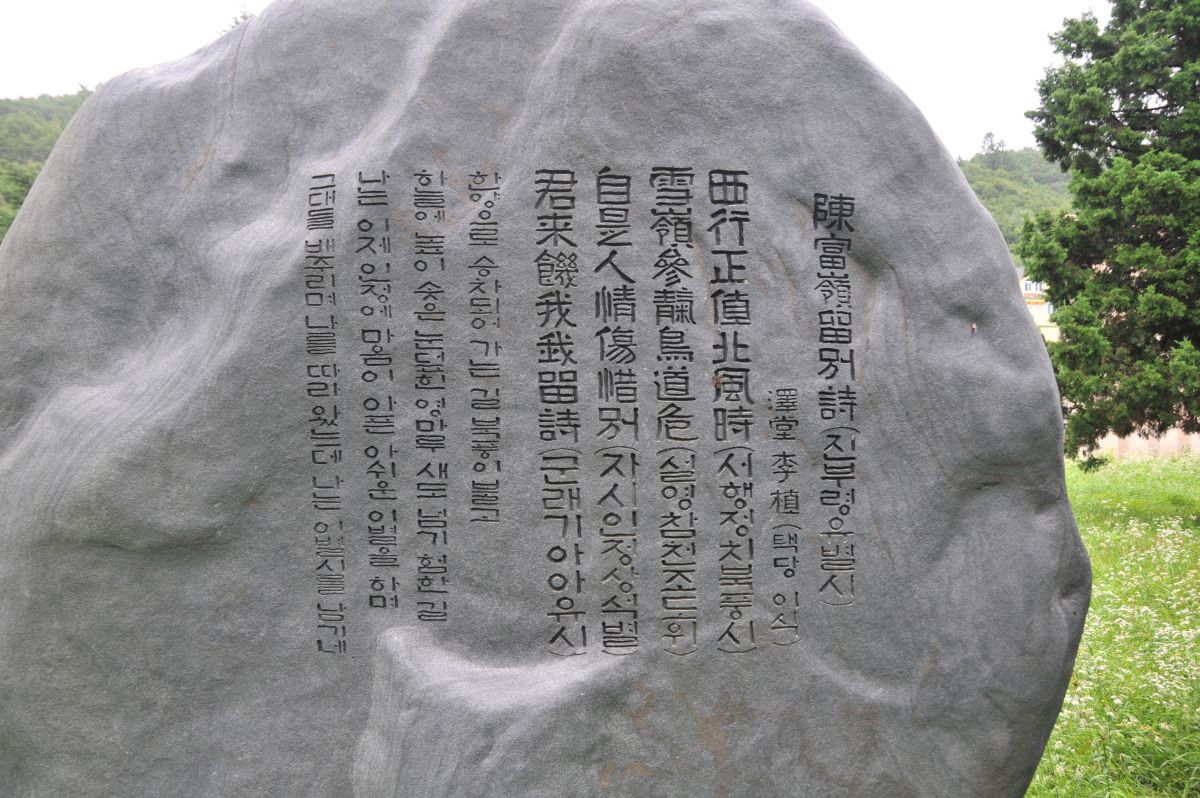 陳富嶺留別詩(진부령유별시)
澤堂 李植(택당 이식)
西行正値北風時(서행정치북풍시)
雪嶺參靝鳥道危(설영참천조도위)
自是人情傷惜別(자시인정상석별)
君来饑我我留詩(군래기아아유시)
한양으로 승차되어 가는 길 북풍이 불고
하늘에 높이 솟은 눈덮힌 영마루 새도 넘기 험한 길
나는 이제 인정에 마음이 아픈 아쉬운 이별을 하며
그대들 배주리며 나를 따라 왔는데 나는 이별시를 남기네